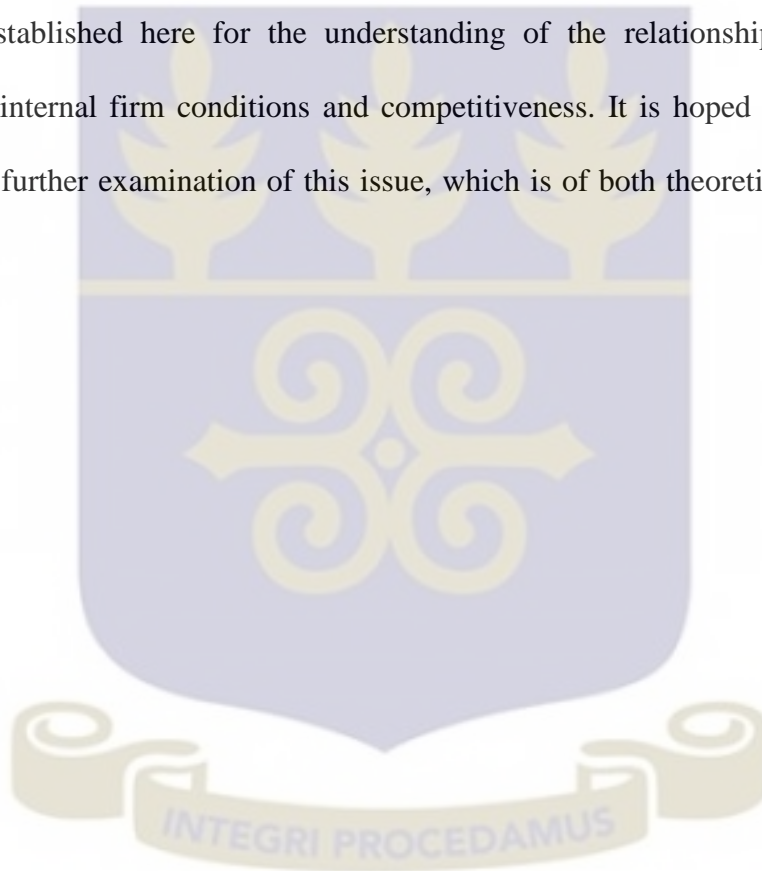 stablished here for the understanding of the relationship
internal firm conditions and competitiveness. It is hoped
further examination of this issue, which is of both theoreti
INTEGRI PROCEDAMUS